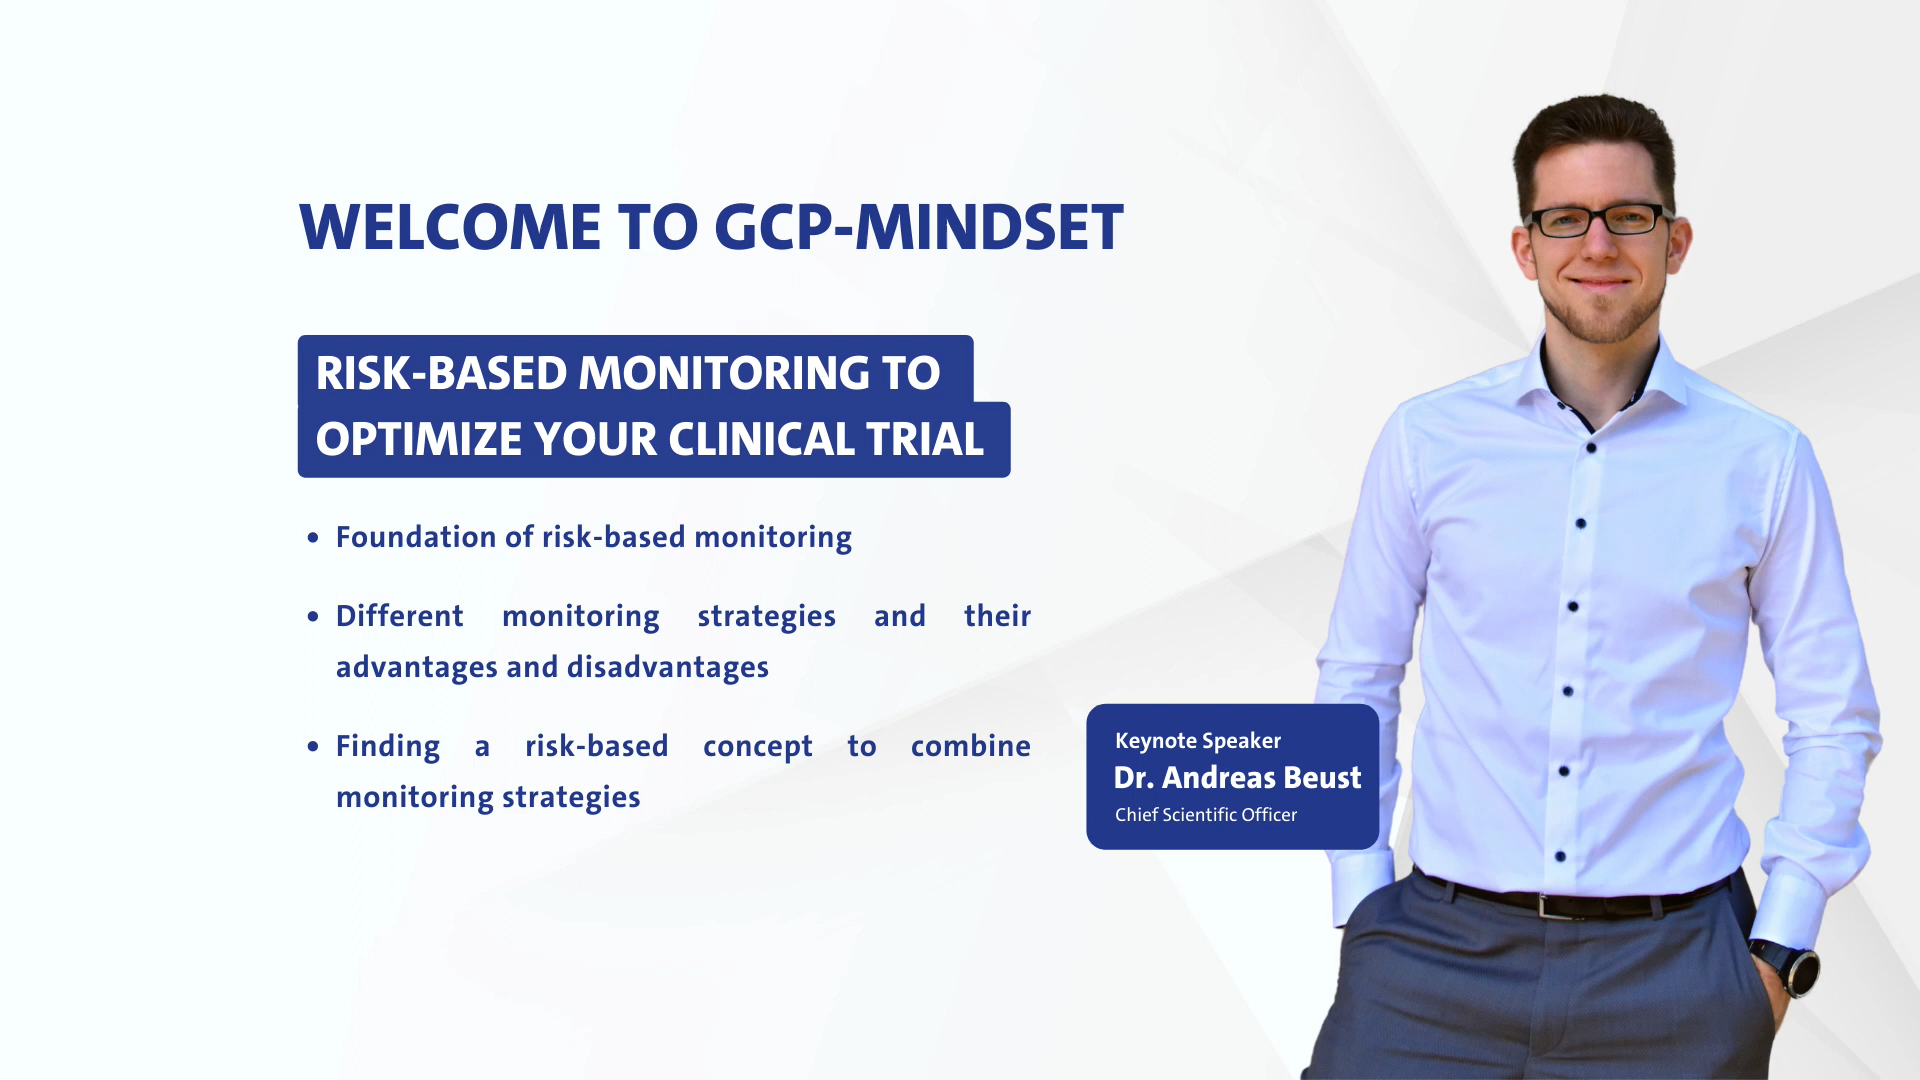 WELCOME TO GCP-MINDSET
RISK-BASED MONITORING TO
OPTIMIZE YOUR CLINICAL TRIAL
• Foundation of risk-based monitoring
• Different monitoring strategies and their
advantages and disadvantages
• Finding a risk-based concept to combine
monitoring strategies
Keynote Speaker
Dr. Andreas Beust
Chief Scientific Officer